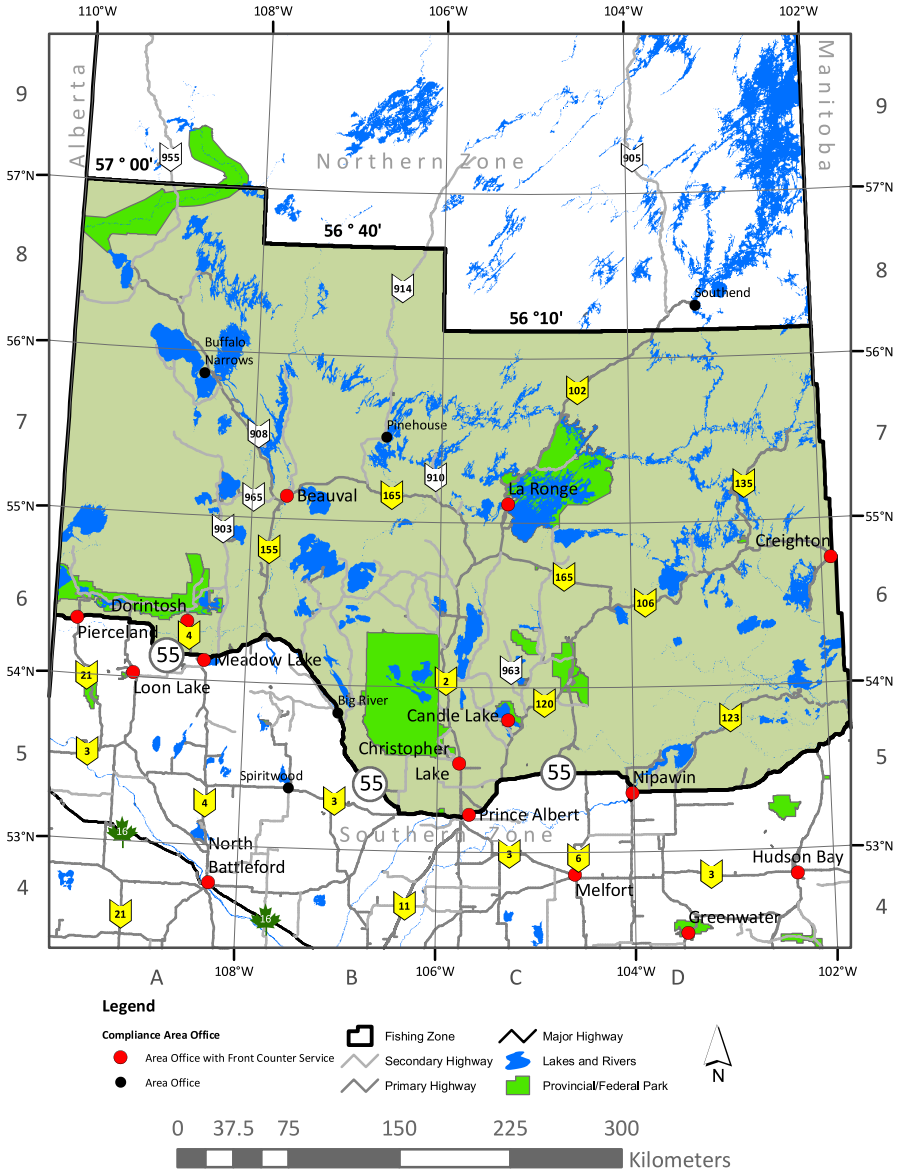 110°W 108°W 106°W 104°W 102°W
9 9
Alberta
Manitoba
Northern Zone
955 905
57 ° 00'
57°N 57°N
56 ° 40'
8 8
914
Southend
56 °10'
56°N 56°N
Buffalo
Narrows
102
7 7
908
Pinehouse
910
135
965 Beauval 165 La Ronge
55°N 55°N
903
155
Creighton
165
106
6 6
Dorintosh
Pierceland
4
55
Meadow Lake
963
54°N 54°N
21
Loon Lake
2
Big River
120
Candle Lake
123
Christopher
Lake
3
5 5
55
55
Spiritwood
Nipawin
4
3
Prince Albert
Southern Zone
16
53°N 53°N
North
Battleford
3
6
3
Hudson Bay
Melfort
4 4
21
16
11
Greenwater
108°W 106°W 104°W 102°W
A B C D
Legend
Compliance Area Office
Area Office with Front Counter Service
Area Office
Fishing Zone
Secondary Highway
Primary Highway
Major Highway
Lakes and Rivers
Provincial/Federal Park
N
0 37.5 75 150 225 300
Kilometers